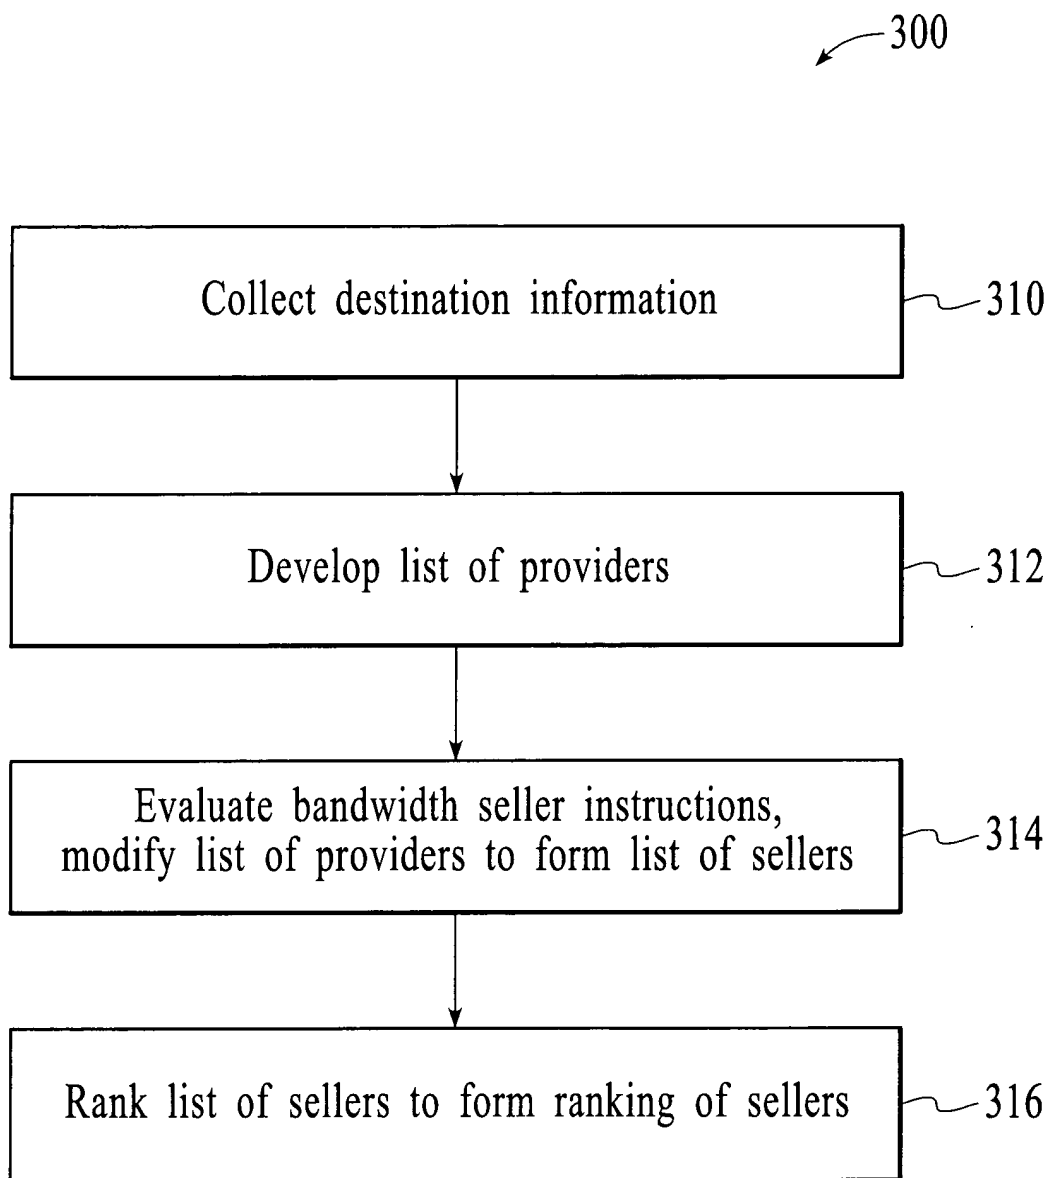 300
Collect destination information
310
Develop list of providers
312
Evaluate bandwidth seller instructions,
modify list of providers to form list of sellers
314
Rank list of sellers to form ranking of sellers
316